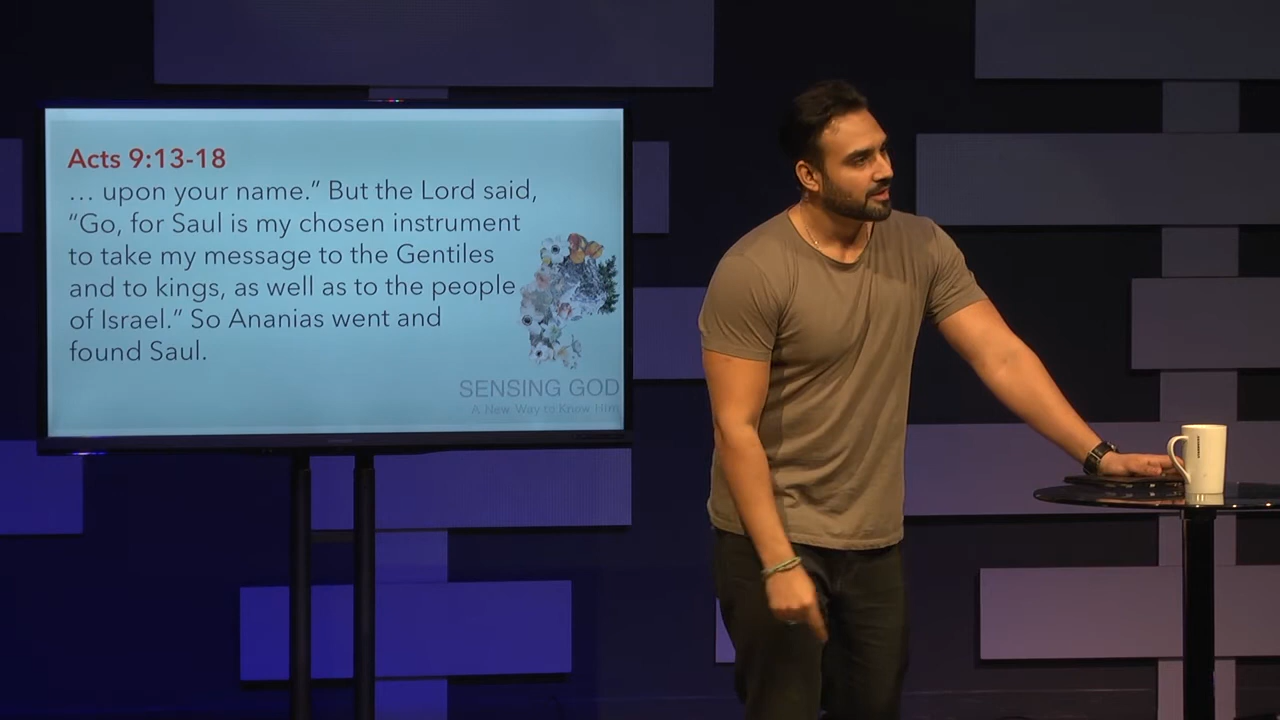 Acts 9:13-18
… upon your name.” But the Lord said,
“Go, for Saul is my chosen instrument
to take my message to the Gentiles
and to kings, as well as to the people
of Israel.” So Ananias went and
found Saul.
SENSING GOD
A New Way to Know Him